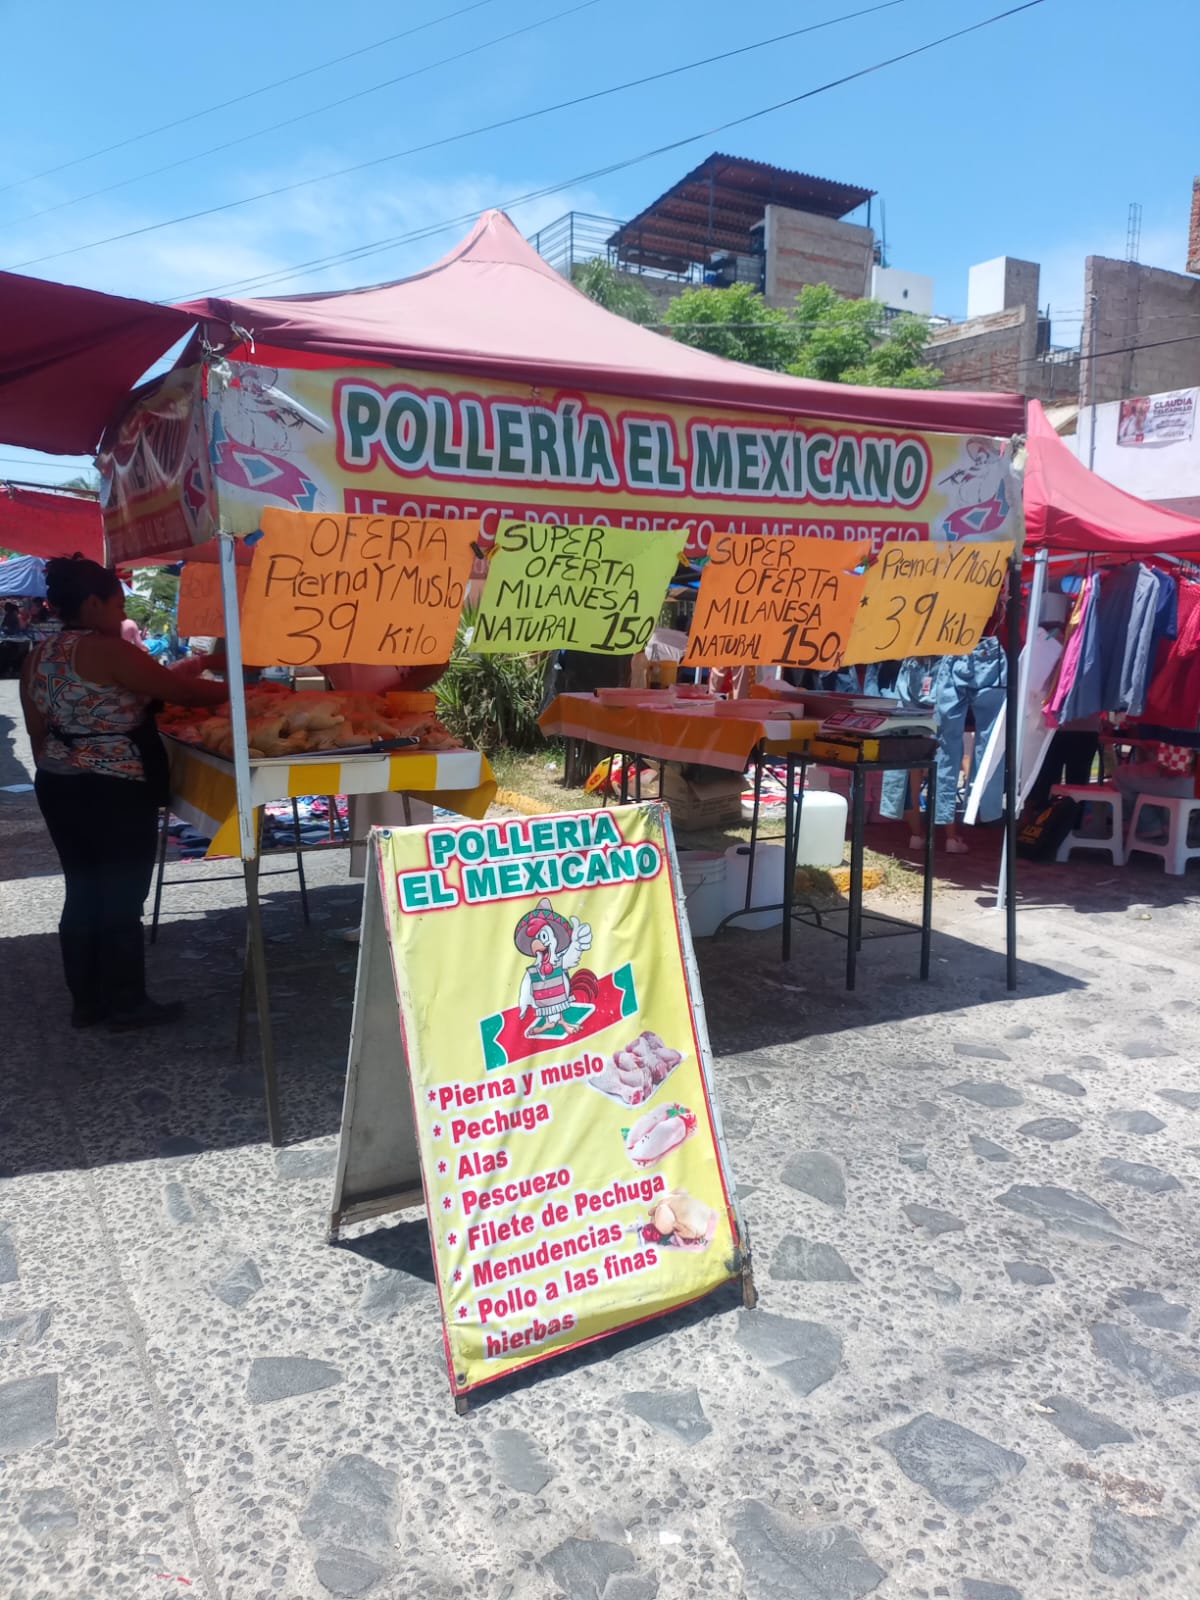 POLLERÍA EL MEXICANO
LE OFRECE POLLO FRESCO AL MEJOR PRECIO
OFERTA
Pierna Y Muslo
39 Kilo
SUPER
OFERTA
MILANESA
NATURAL 150
SUPER
OFERTA
MILANESA
NATURAL 150 K
Pierna Y Muslo
39 Kilo
CLAUDIA
DELGADILLO
POLLERIA
EL MEXICANO
*Pierna y muslo
* Pechuga
* Alas
* Pescuezo
* Filete de Pechuga
* Menudencias
* Pollo a las finas
hierbas